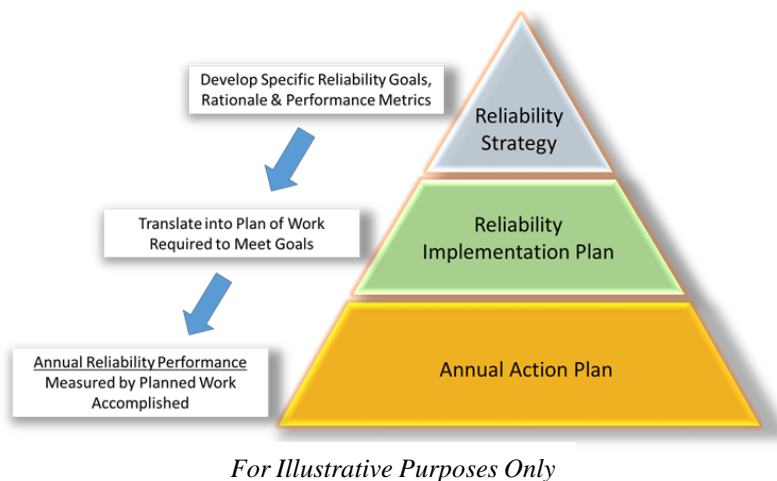 Develop Specific Reliability Goals,
Rationale & Performance Metrics
Reliability
Strategy
Translate into Plan of Work
Required to Meet Goals
Reliability
Implementation Plan
Annual Reliability Performance
Measured by Planned Work
Accomplished
Annual Action Plan
For Illustrative Purposes Only